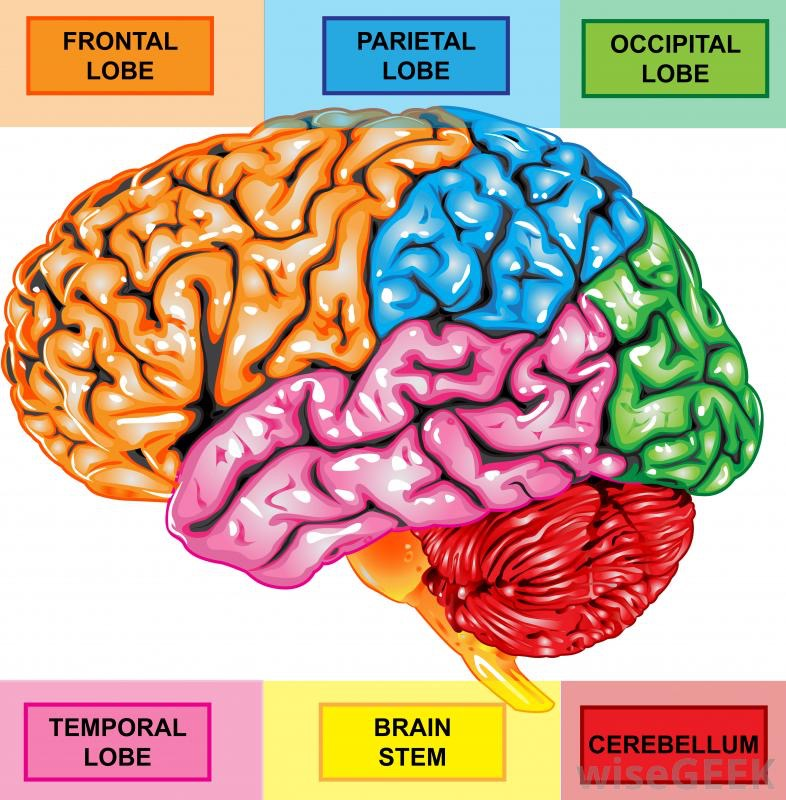 FRONTAL
LOBE
PARIETAL
LOBE
OCCIPITAL
LOBE
TEMPORAL
LOBE
BRAIN
STEM
CEREBELLUM
wiseGEEK